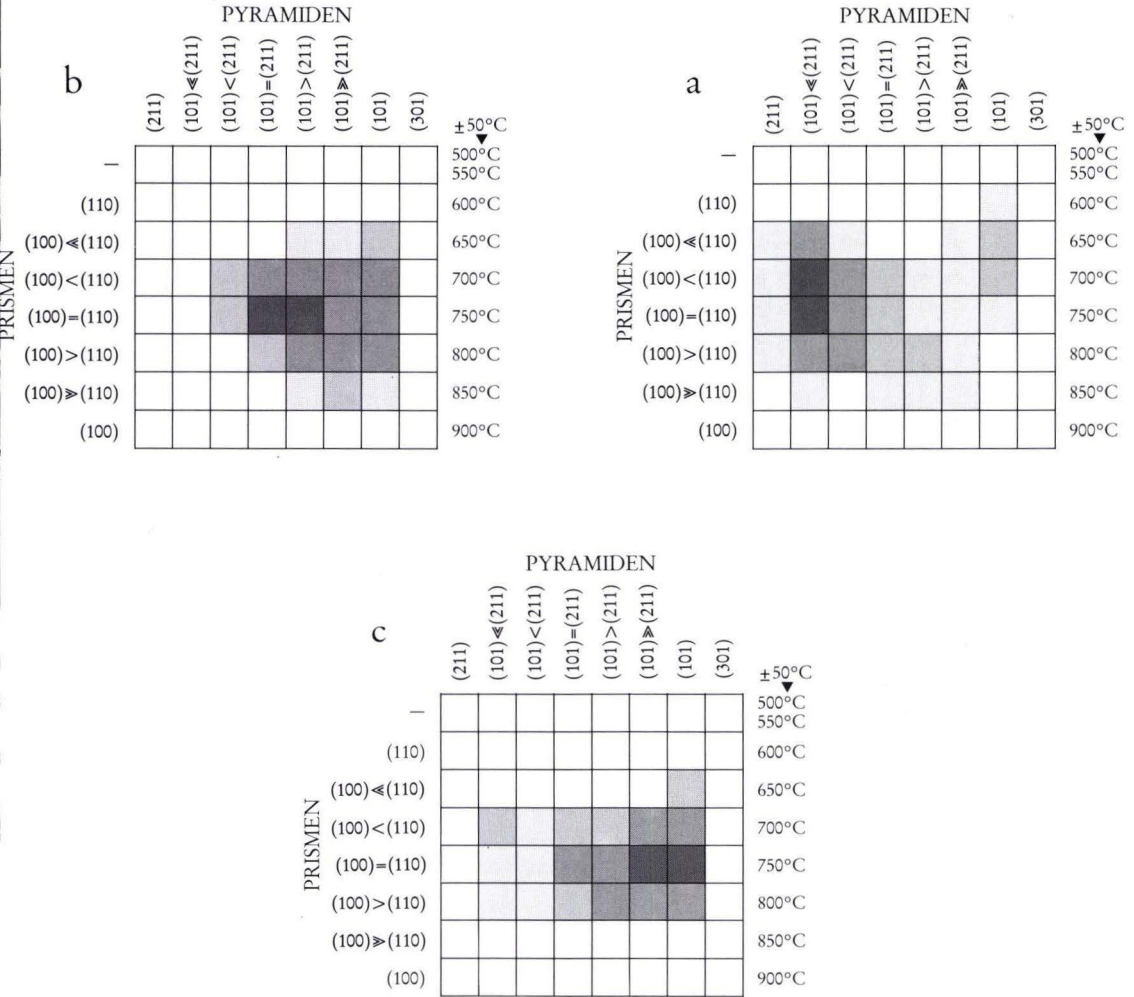 PYRAMIDEN
b
(211)
(101)⋘(211)
(101)<(211)
(101)=(211)
(101)>(211)
(101)⋙(211)
(101)
(301)
±50°C
▼
PRISMEN
— 500°C
550°C
(110) 600°C
(100)⋘(110) 650°C
(100)<(110) 700°C
(100)=(110) 750°C
(100)>(110) 800°C
(100)⋙(110) 850°C
(100) 900°C
PYRAMIDEN
a
(211)
(101)⋘(211)
(101)<(211)
(101)=(211)
(101)>(211)
(101)⋙(211)
(101)
(301)
±50°C
▼
PRISMEN
— 500°C
550°C
(110) 600°C
(100)⋘(110) 650°C
(100)<(110) 700°C
(100)=(110) 750°C
(100)>(110) 800°C
(100)⋙(110) 850°C
(100) 900°C
PYRAMIDEN
c
(211)
(101)⋘(211)
(101)<(211)
(101)=(211)
(101)>(211)
(101)⋙(211)
(101)
(301)
±50°C
▼
PRISMEN
— 500°C
550°C
(110) 600°C
(100)⋘(110) 650°C
(100)<(110) 700°C
(100)=(110) 750°C
(100)>(110) 800°C
(100)⋙(110) 850°C
(100) 900°C